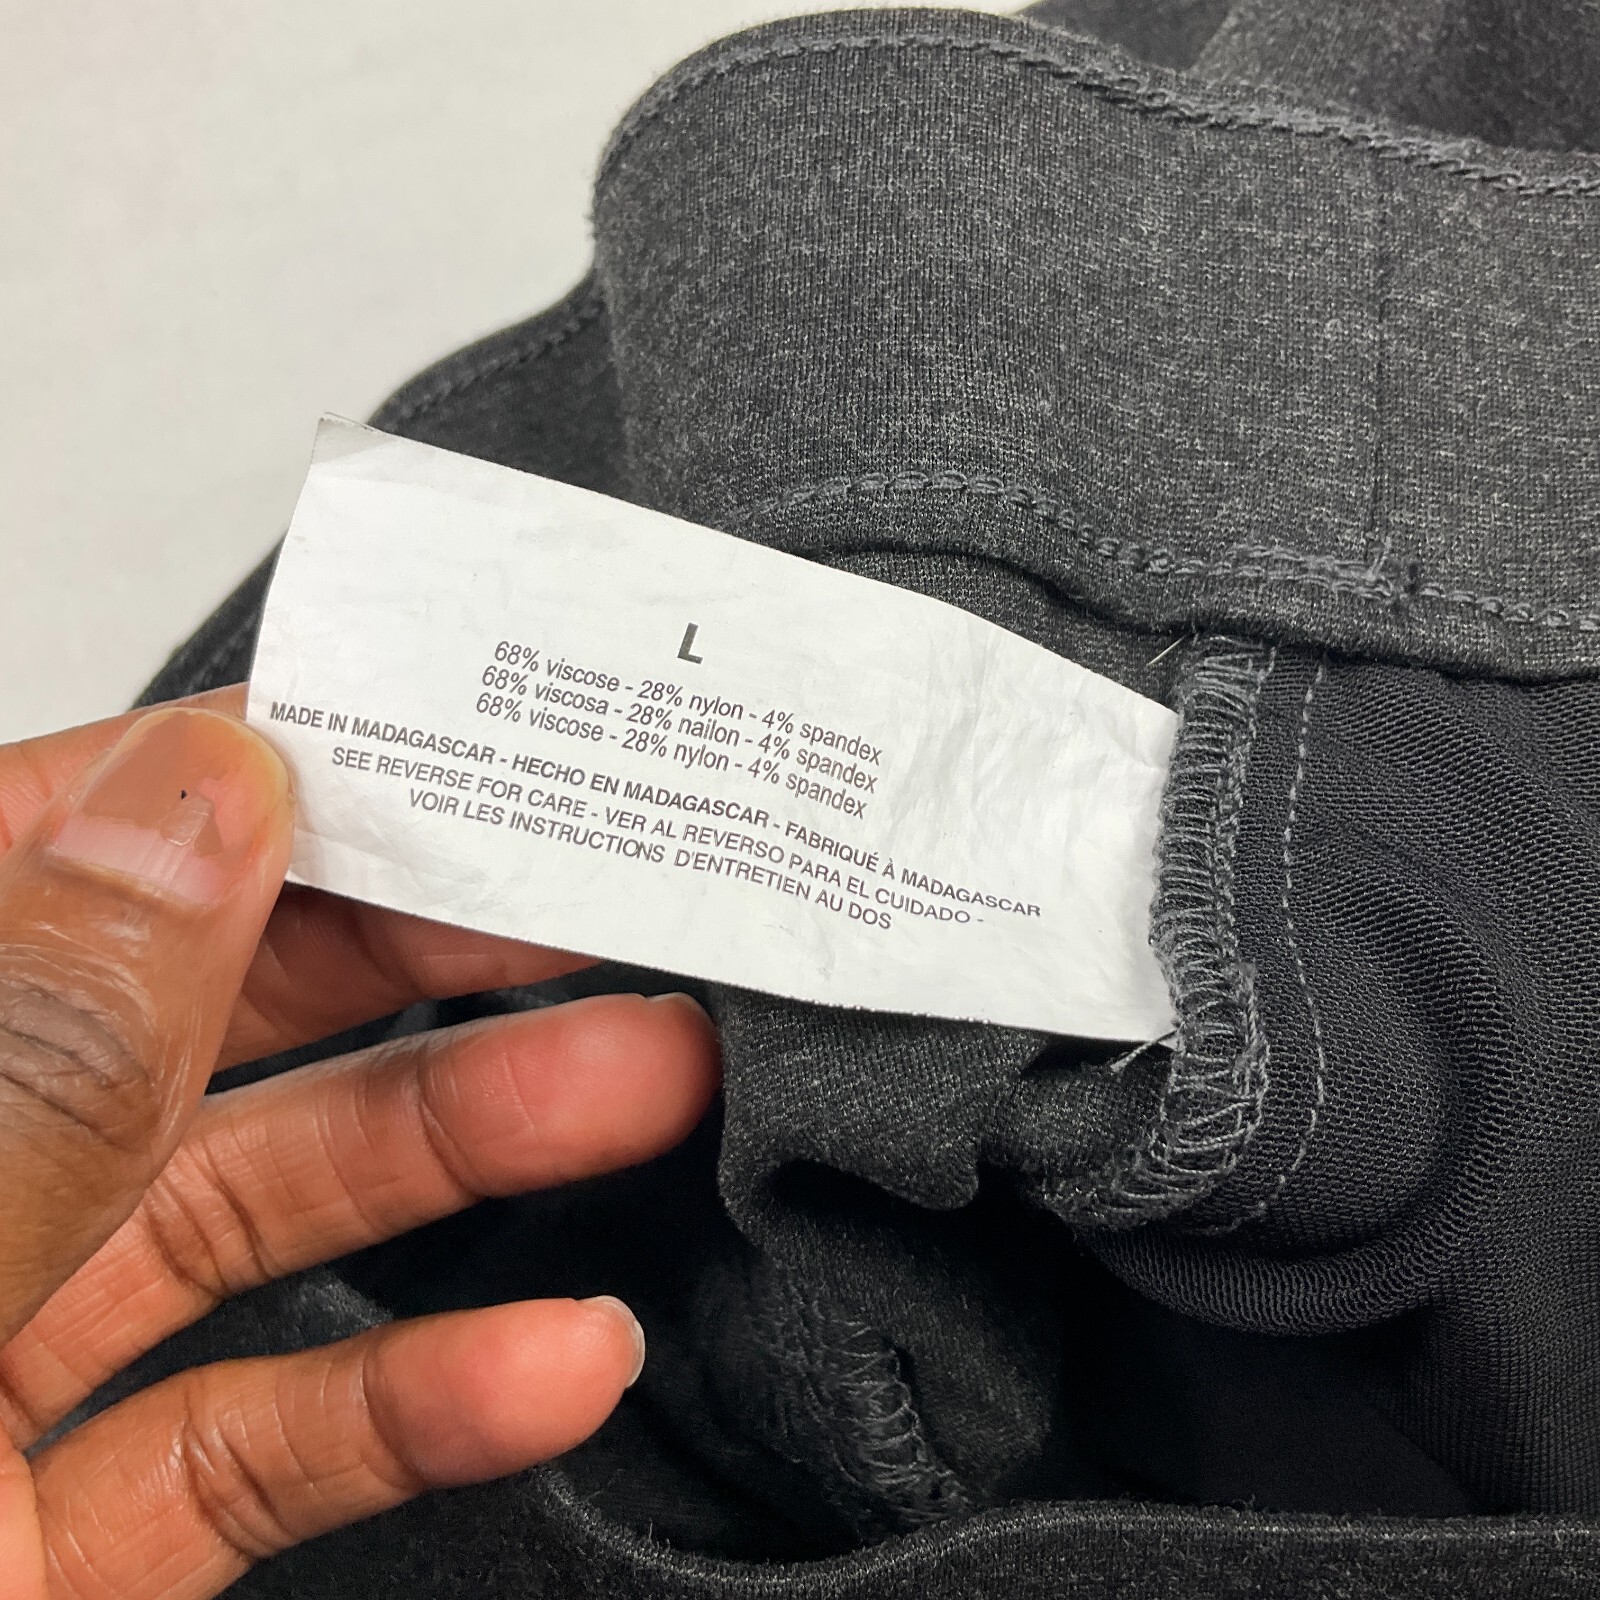 L
68% viscose - 28% nylon - 4% spandex
68% viscosa - 28% nailon - 4% spandex
68% viscose - 28% nylon - 4% spandex
MADE IN MADAGASCAR - HECHO EN MADAGASCAR - FABRIQUÉ À MADAGASCAR
SEE REVERSE FOR CARE - VER AL REVERSO PARA EL CUIDADO -
VOIR LES INSTRUCTIONS D'ENTRETIEN AU DOS